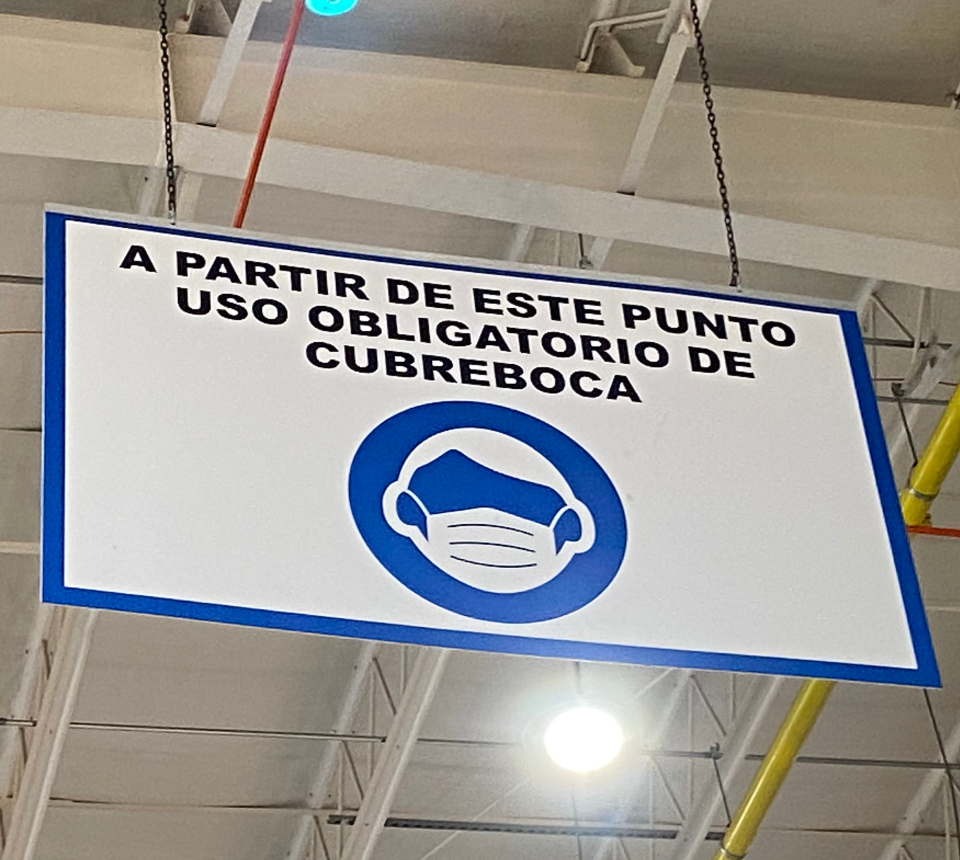 A PARTIR DE ESTE PUNTO
USO OBLIGATORIO DE
CUBREBOCA